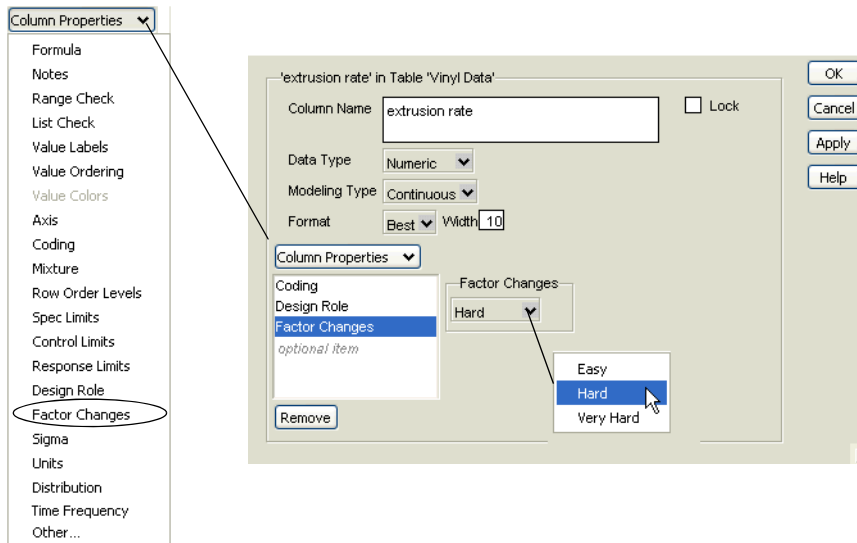 Column Properties
Formula
Notes
Range Check
List Check
Value Labels
Value Ordering
Value Colors
Axis
Coding
Mixture
Row Order Levels
Spec Limits
Control Limits
Response Limits
Design Role
Factor Changes
Sigma
Units
Distribution
Time Frequency
Other...
'extrusion rate' in Table 'Vinyl Data'
Column Name extrusion rate Lock
Data Type Numeric
Modeling Type Continuous
Format Best Width 10
Column Properties
Coding
Design Role
Factor Changes
optional item
Remove
Factor Changes
Hard
Easy
Hard
Very Hard
OK
Cancel
Apply
Help